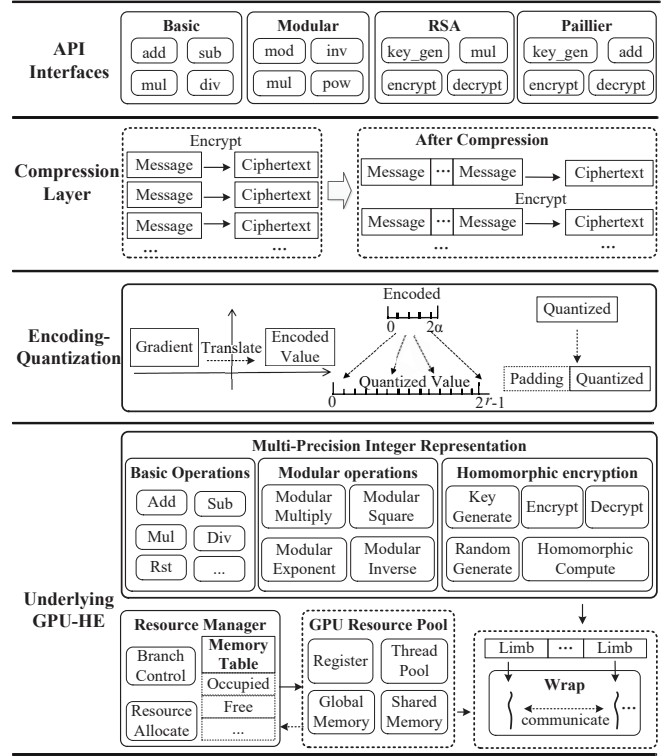 API
Interfaces
Basic
add sub
mul div
Modular
mod inv
mul pow
RSA
key_gen mul
encrypt decrypt
Paillier
key_gen add
encrypt decrypt
Compression
Layer
Encrypt
Message Ciphertext
Message Ciphertext
Message Ciphertext
... ...
After Compression
Message ... Message Ciphertext
Encrypt
Message ... Message Ciphertext
... ...
Encoding-
Quantization
Gradient
Translate
Encoded
Value
Encoded
0 2α
Quantized Value
0 2^r-1
Quantized
Padding Quantized
Underlying
GPU-HE
Multi-Precision Integer Representation
Basic Operations
Add Sub
Mul Div
Rst ...
Modular operations
Modular
Multiply
Modular
Square
Modular
Exponent
Modular
Inverse
Homomorphic encryption
Key
Generate
Encrypt
Decrypt
Random
Generate
Homomorphic
Compute
Resource Manager
Branch
Control
Resource
Allocate
Memory
Table
Occupied
Free
...
GPU Resource Pool
Register
Thread
Pool
Global
Memory
Shared
Memory
Limb ... Limb
Wrap
communicate
...